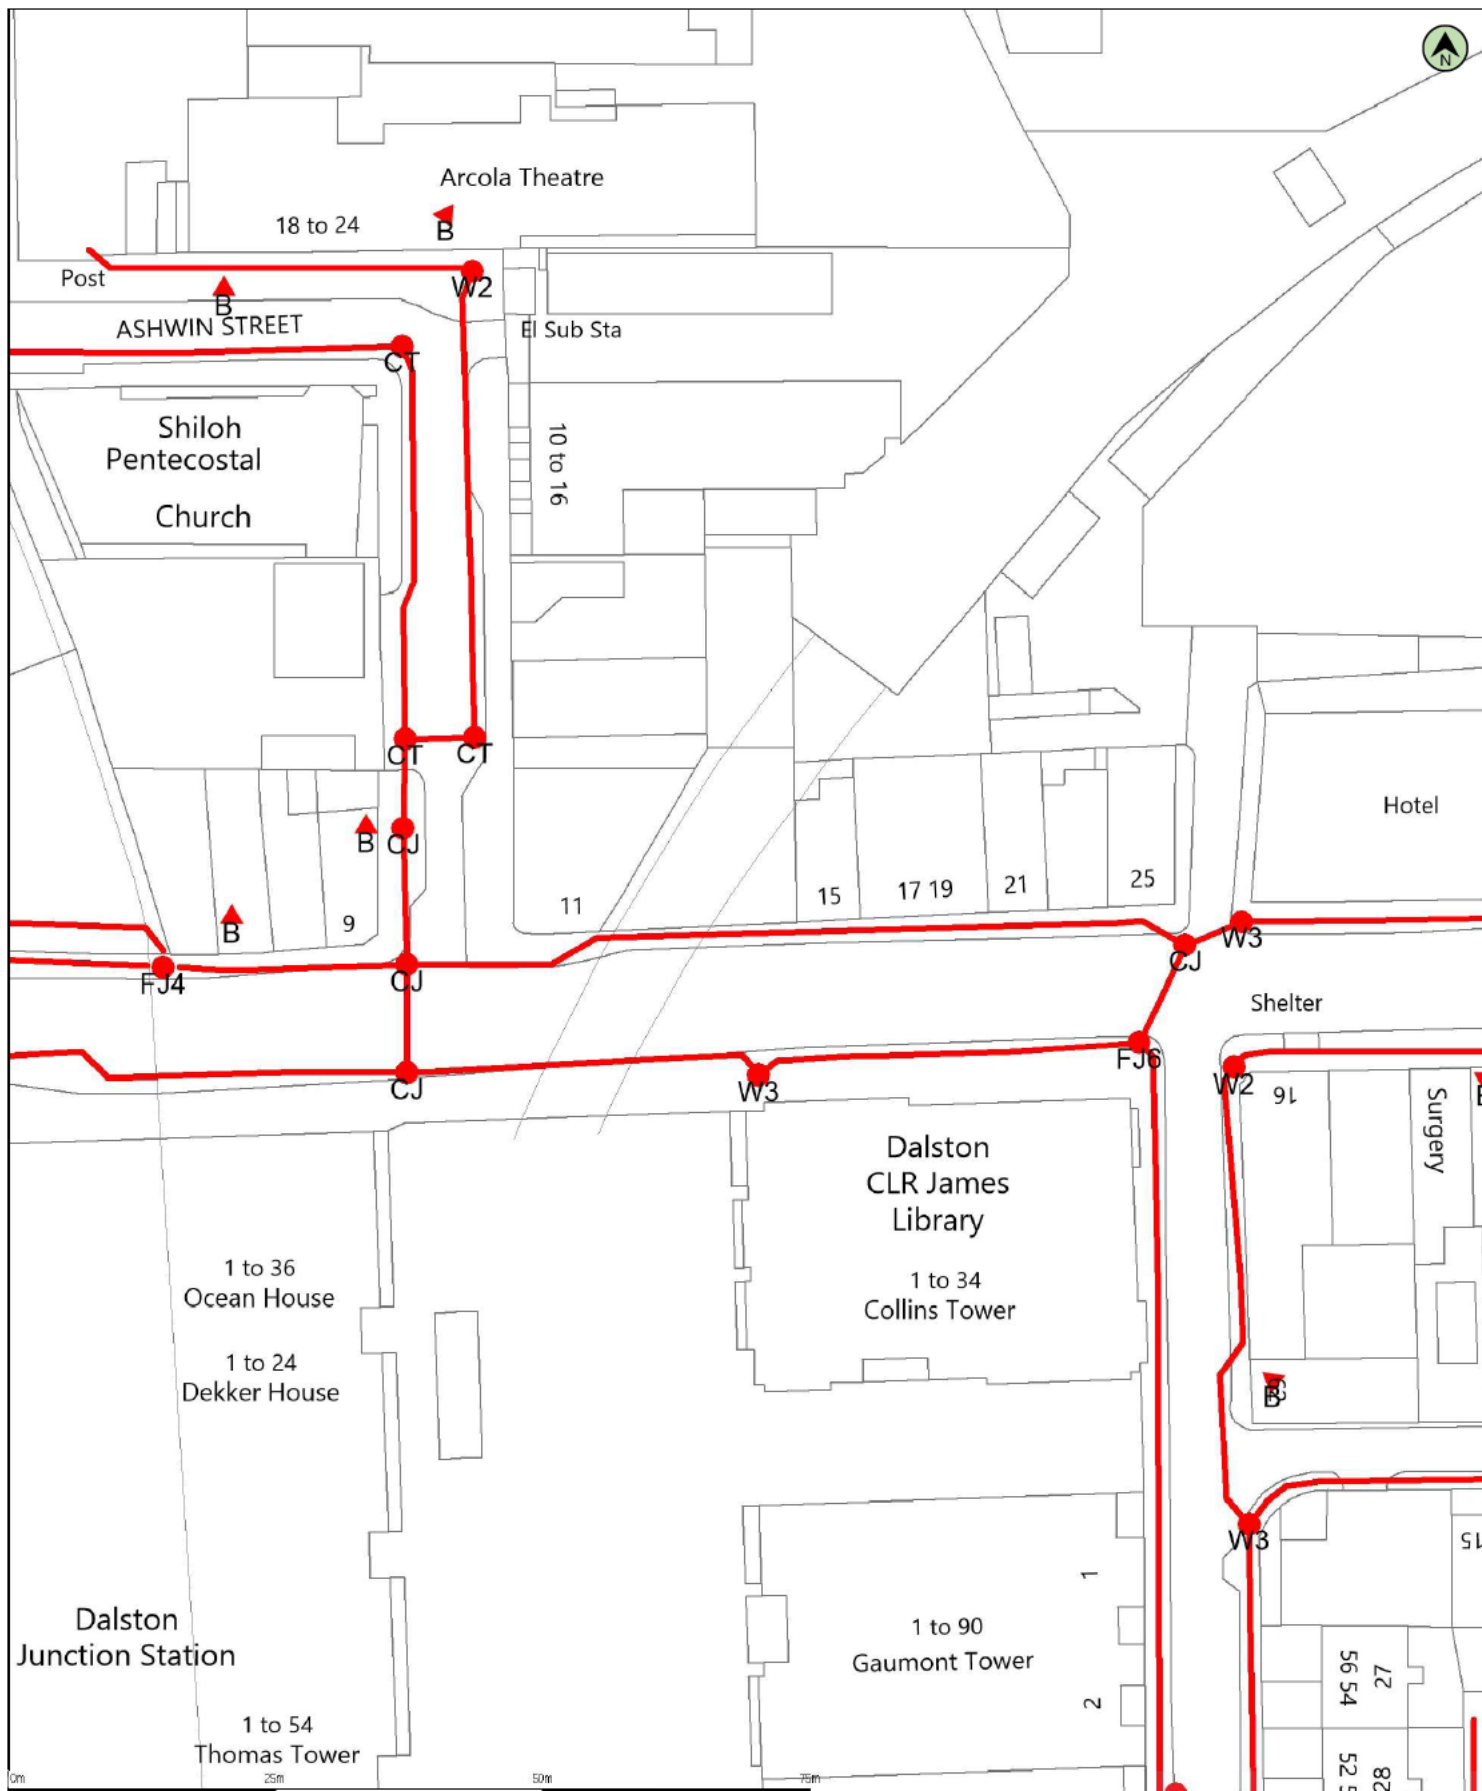 N
Arcola Theatre
18 to 24
B
Post
W2
B
ASHWIN STREET
El Sub Sta
CT
Shiloh
Pentecostal
Church
10 to 16
CT
CT
Hotel
B
CJ
25
21
17 19
15
11
9
B
W3
CJ
FJ4
CJ
Shelter
FJ6
CJ
W3
W2
16
Surgery
Dalston
CLR James
Library
1 to 36
Ocean House
1 to 34
Collins Tower
1 to 24
Dekker House
B
W3
15
1
Dalston
Junction Station
1 to 90
Gaumont Tower
56 54
27
2
1 to 54
Thomas Tower
52
28
0m
25m
50m
75m